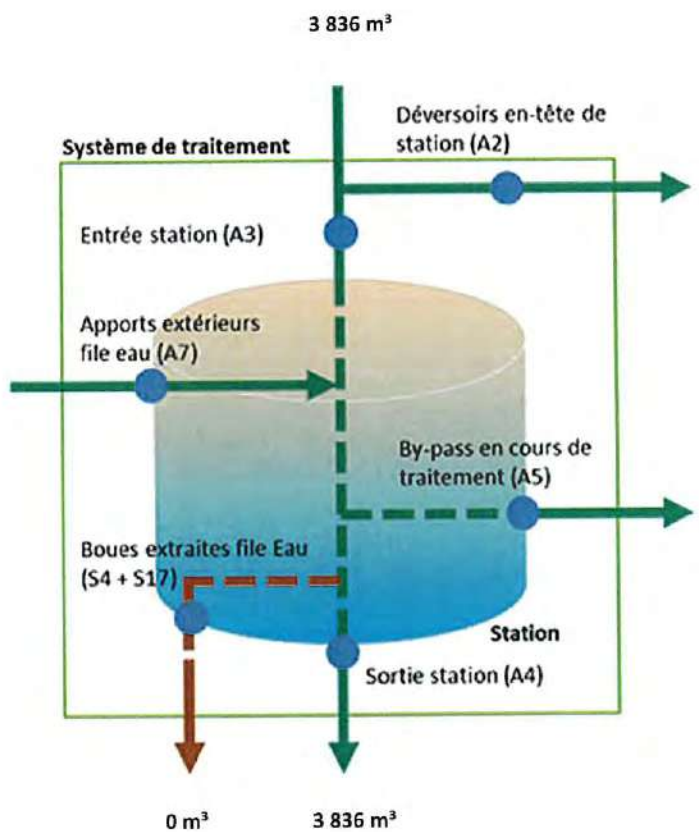 3 836 m³
Déversoirs en-tête de
station (A2)
Système de traitement
Entrée station (A3)
Apports extérieurs
file eau (A7)
By-pass en cours de
traitement (A5)
Boues extraites file Eau
(S4 + S17)
Station
Sortie station (A4)
0 m³
3 836 m³